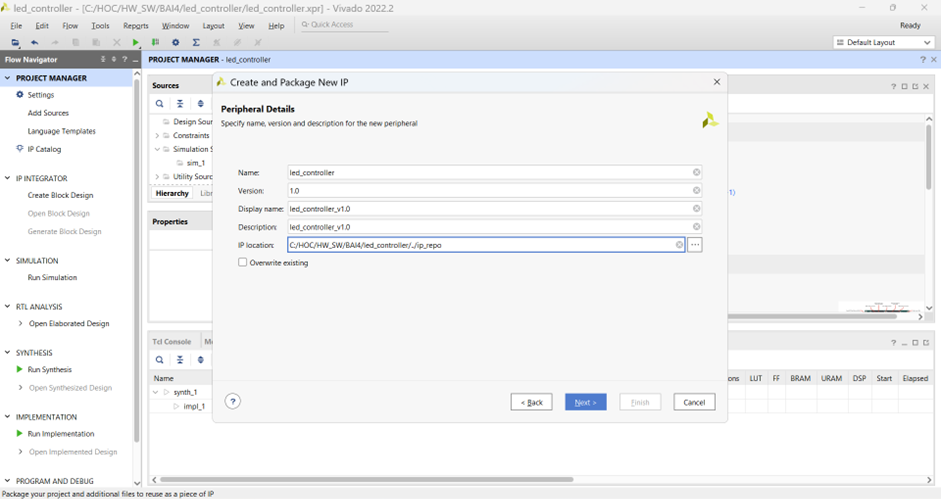 led_controller - [C:/HOC/HW_SW/BAI4/led_controller/led_controller.xpr] - Vivado 2022.2
File Edit Flow Tools Reports Window Layout View Help Quick Access
Ready
Default Layout
Flow Navigator
PROJECT MANAGER - led_controller
PROJECT MANAGER
Settings
Add Sources
Language Templates
IP Catalog
IP INTEGRATOR
Create Block Design
Open Block Design
Generate Block Design
SIMULATION
Run Simulation
RTL ANALYSIS
Open Elaborated Design
SYNTHESIS
Run Synthesis
Open Synthesized Design
IMPLEMENTATION
Run Implementation
Open Implemented Design
PROGRAM AND DEBUG
Sources
Design Sour
Constraints
Simulation S
sim_1
Utility Sourc
Hierarchy Libr
Properties
1)
Create and Package New IP
Peripheral Details
Specify name, version and description for the new peripheral
Name: led_controller
Version: 1.0
Display name: led_controller_v1.0
Description: led_controller_v1.0
IP location: C:/HOC/HW_SW/BAI4/led_controller/../ip_repo
Overwrite existing
< Back Next > Finish Cancel
Tcl Console
Name
ons LUT FF BRAM URAM DSP Start Elapsed
synth_1
impl_1
Package your project and additional files to reuse as a piece of IP